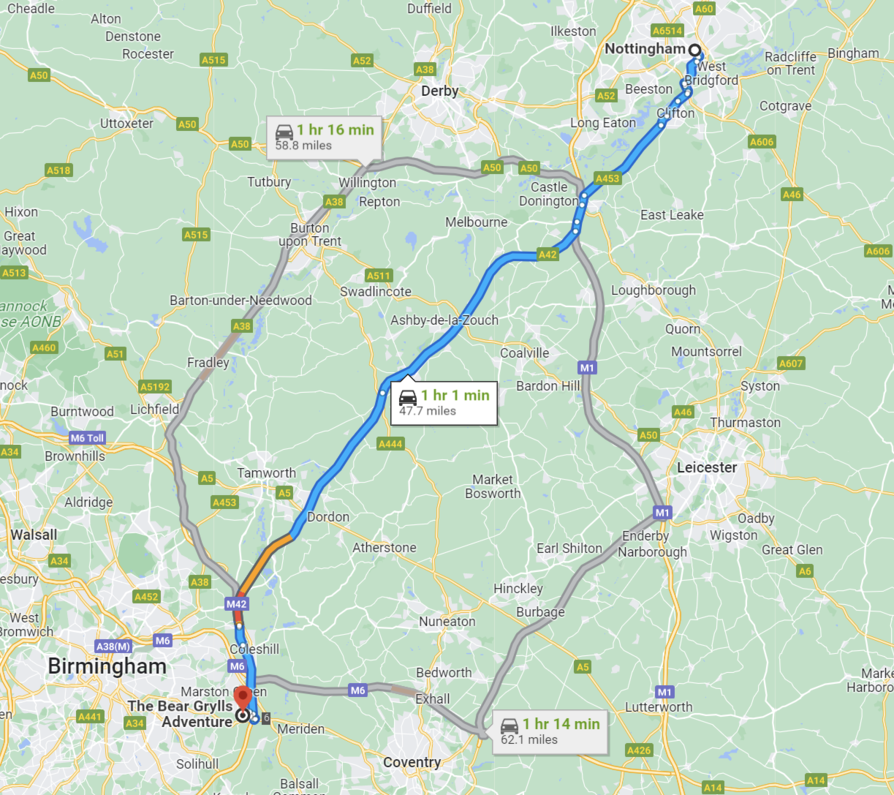 Cheadle
Duffield
A60
Alton
Denstone
Rocester
Ilkeston
A6514
Nottingham
A515
A52
A38
Bingham
Radcliffe
on Trent
West
Bridgford
A50
Derby
A52
Beeston
Cotgrave
Clifton
Uttoxeter
A50
Long Eaton
1 hr 16 min
58.8 miles
A50
A606
A518
A50
A50
Tutbury
Willington
A453
Castle
Donington
A46
A38
Repton
Hixon
Melbourne
East Leake
Great
A515
Burton
upon Trent
A42
A606
A513
A511
Swadlincote
Loughborough
Barton-under-Needwood
se AONB
A38
Ashby-de-la-Zouch
Quorn
A460
A51
Coalville
Mountsorrel
Fradley
M1
A607
A5192
Bardon Hill
Syston
1 hr 1 min
47.7 miles
Burntwood
Lichfield
A46
Thurmaston
M6 Toll
A444
A50
A34
Brownhills
Leicester
Tamworth
A5
Market
Bosworth
A5
Aldridge
A453
M1
Dordon
Oadby
Walsall
Enderby
Wigston
Atherstone
Earl Shilton
Narborough
Great Glen
A34
A6
A38
Hinckley
A452
M42
West
Bromwich
Burbage
Nuneaton
A38(M)
M6
Coleshill
Birmingham
M6
Bedworth
A5
Market
Harboro
Marston Green
M6
Exhall
M1
The Bear Grylls
Adventure
Lutterworth
A441
A34
Meriden
1 hr 14 min
62.1 miles
Solihull
Coventry
A426
Balsall
A14
A14